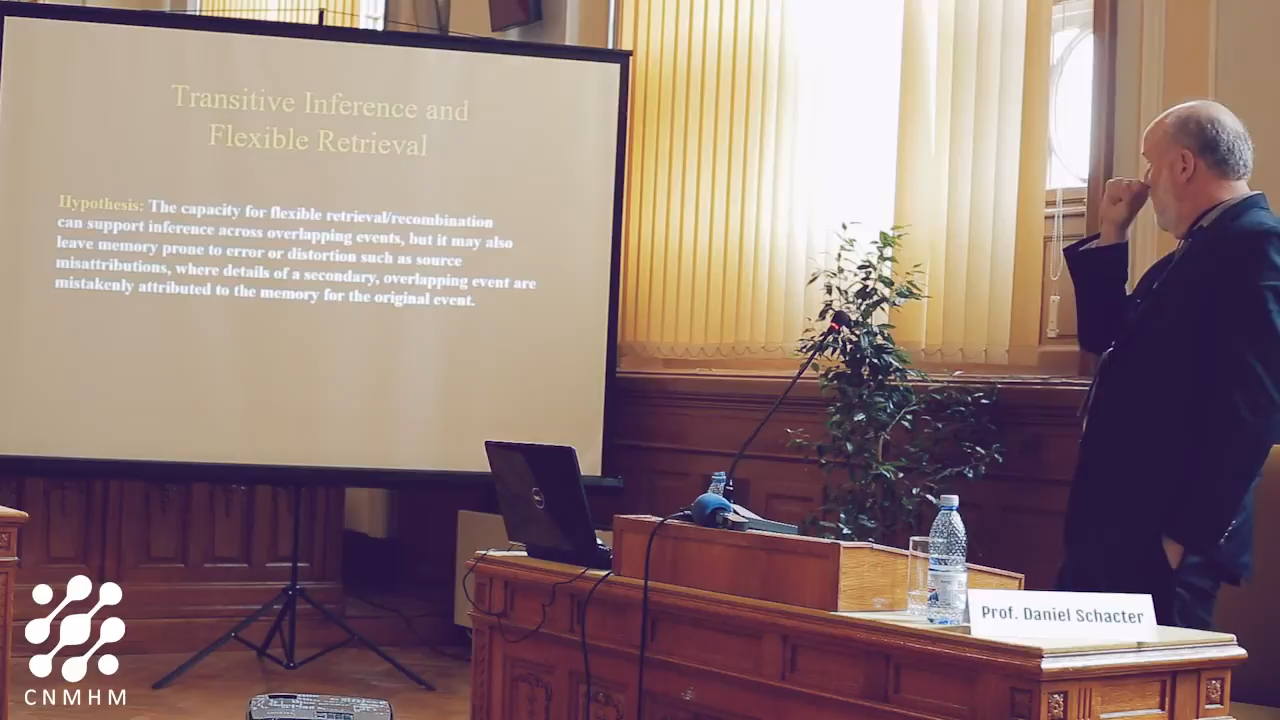 Transitive Inference and
Flexible Retrieval
Hypothesis: The capacity for flexible retrieval/recombination
can support inference across overlapping events, but it may also
leave memory prone to error or distortion such as source
misattributions, where details of a secondary, overlapping event are
mistakenly attributed to the memory for the original event.
Prof. Daniel Schacter
CNMHM